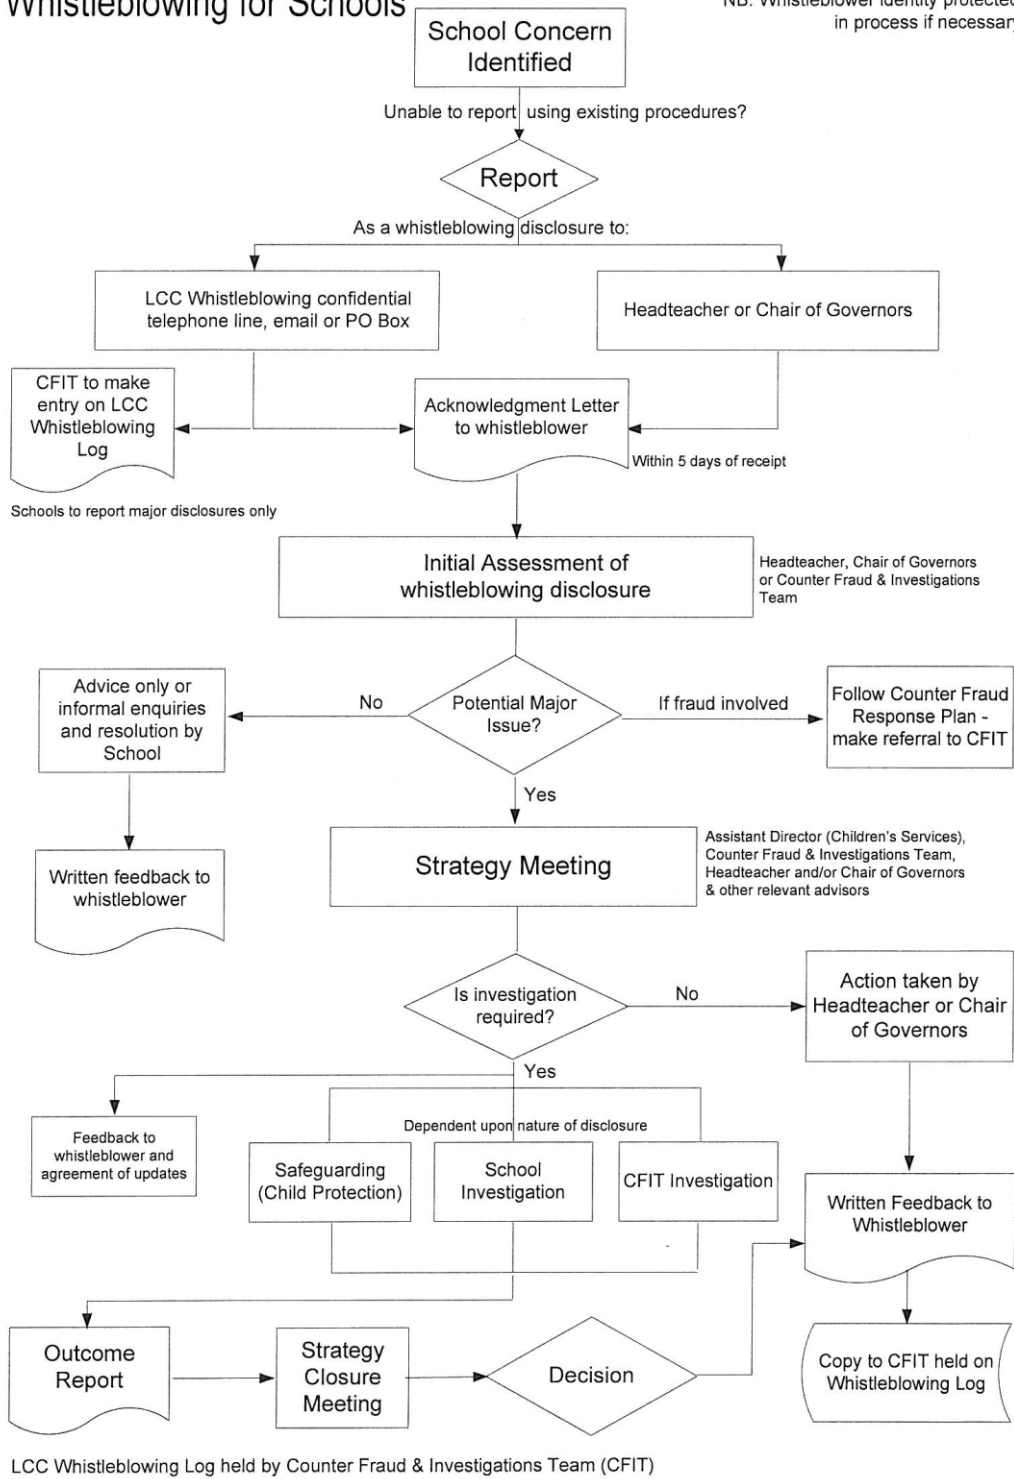 Whistleblowing for Schools
NB. Whistleblower identity protected
in process if necessary
School Concern
Identified
Unable to report using existing procedures?
Report
As a whistleblowing disclosure to:
LCC Whistleblowing confidential
telephone line, email or PO Box
Headteacher or Chair of Governors
CFIT to make
entry on LCC
Whistleblowing
Log
Acknowledgment Letter
to whistleblower
Within 5 days of receipt
Schools to report major disclosures only
Initial Assessment of
whistleblowing disclosure
Headteacher, Chair of Governors
or Counter Fraud & Investigations
Team
Advice only or
informal enquiries
and resolution by
School
No
Potential Major
Issue?
If fraud involved
Follow Counter Fraud
Response Plan -
make referral to CFIT
Yes
Written feedback to
whistleblower
Strategy Meeting
Assistant Director (Children's Services),
Counter Fraud & Investigations Team,
Headteacher and/or Chair of Governors
& other relevant advisors
Is investigation
required?
No
Action taken by
Headteacher or Chair
of Governors
Yes
Feedback to
whistleblower and
agreement of updates
Dependent upon nature of disclosure
Safeguarding
(Child Protection)
School
Investigation
CFIT Investigation
Written Feedback to
Whistleblower
Outcome
Report
Strategy
Closure
Meeting
Decision
Copy to CFIT held on
Whistleblowing Log
LCC Whistleblowing Log held by Counter Fraud & Investigations Team (CFIT)